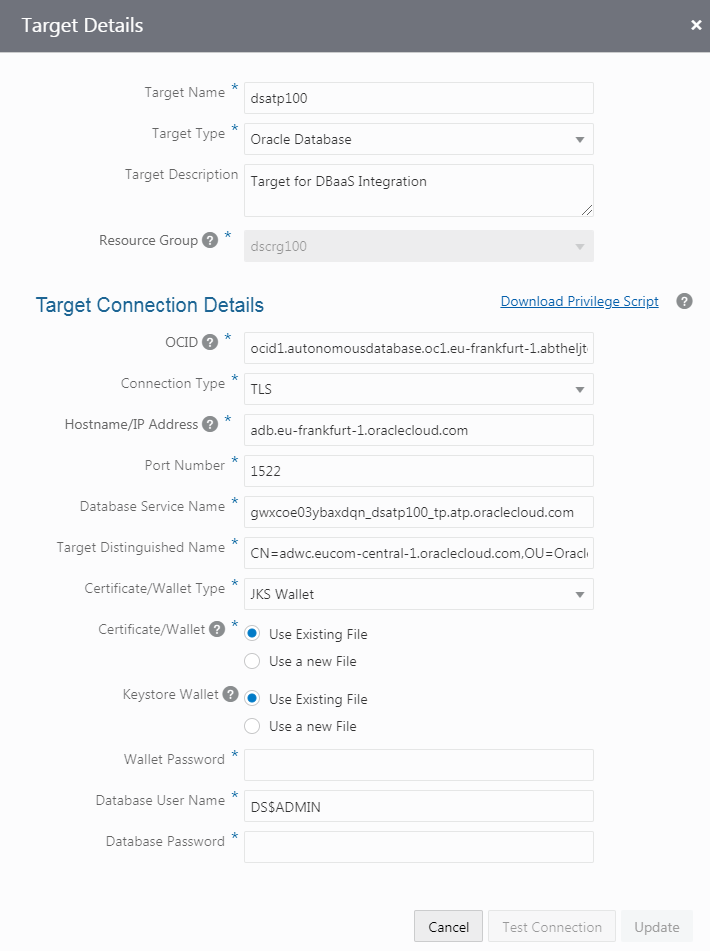 Target Details ×
Target Name * dsatp100
Target Type * Oracle Database
Target Description Target for DBaaS Integration
Resource Group ? * dscrg100
Target Connection Details Download Privilege Script ?
OCID ? * ocid1.autonomousdatabase.oc1.eu-frankfurt-1.abtheljt
Connection Type * TLS
Hostname/IP Address ? * adb.eu-frankfurt-1.oraclecloud.com
Port Number * 1522
Database Service Name * gwxcoe03ybaxdqn_dsatp100_tp.atp.oraclecloud.com
Target Distinguished Name * CN=adwc.eucom-central-1.oraclecloud.com,OU=Oracl
Certificate/Wallet Type * JKS Wallet
Certificate/Wallet ? * Use Existing File
Use a new File
Keystore Wallet ? Use Existing File
Use a new File
Wallet Password *
Database User Name * DS$ADMIN
Database Password *
Cancel Test Connection Update